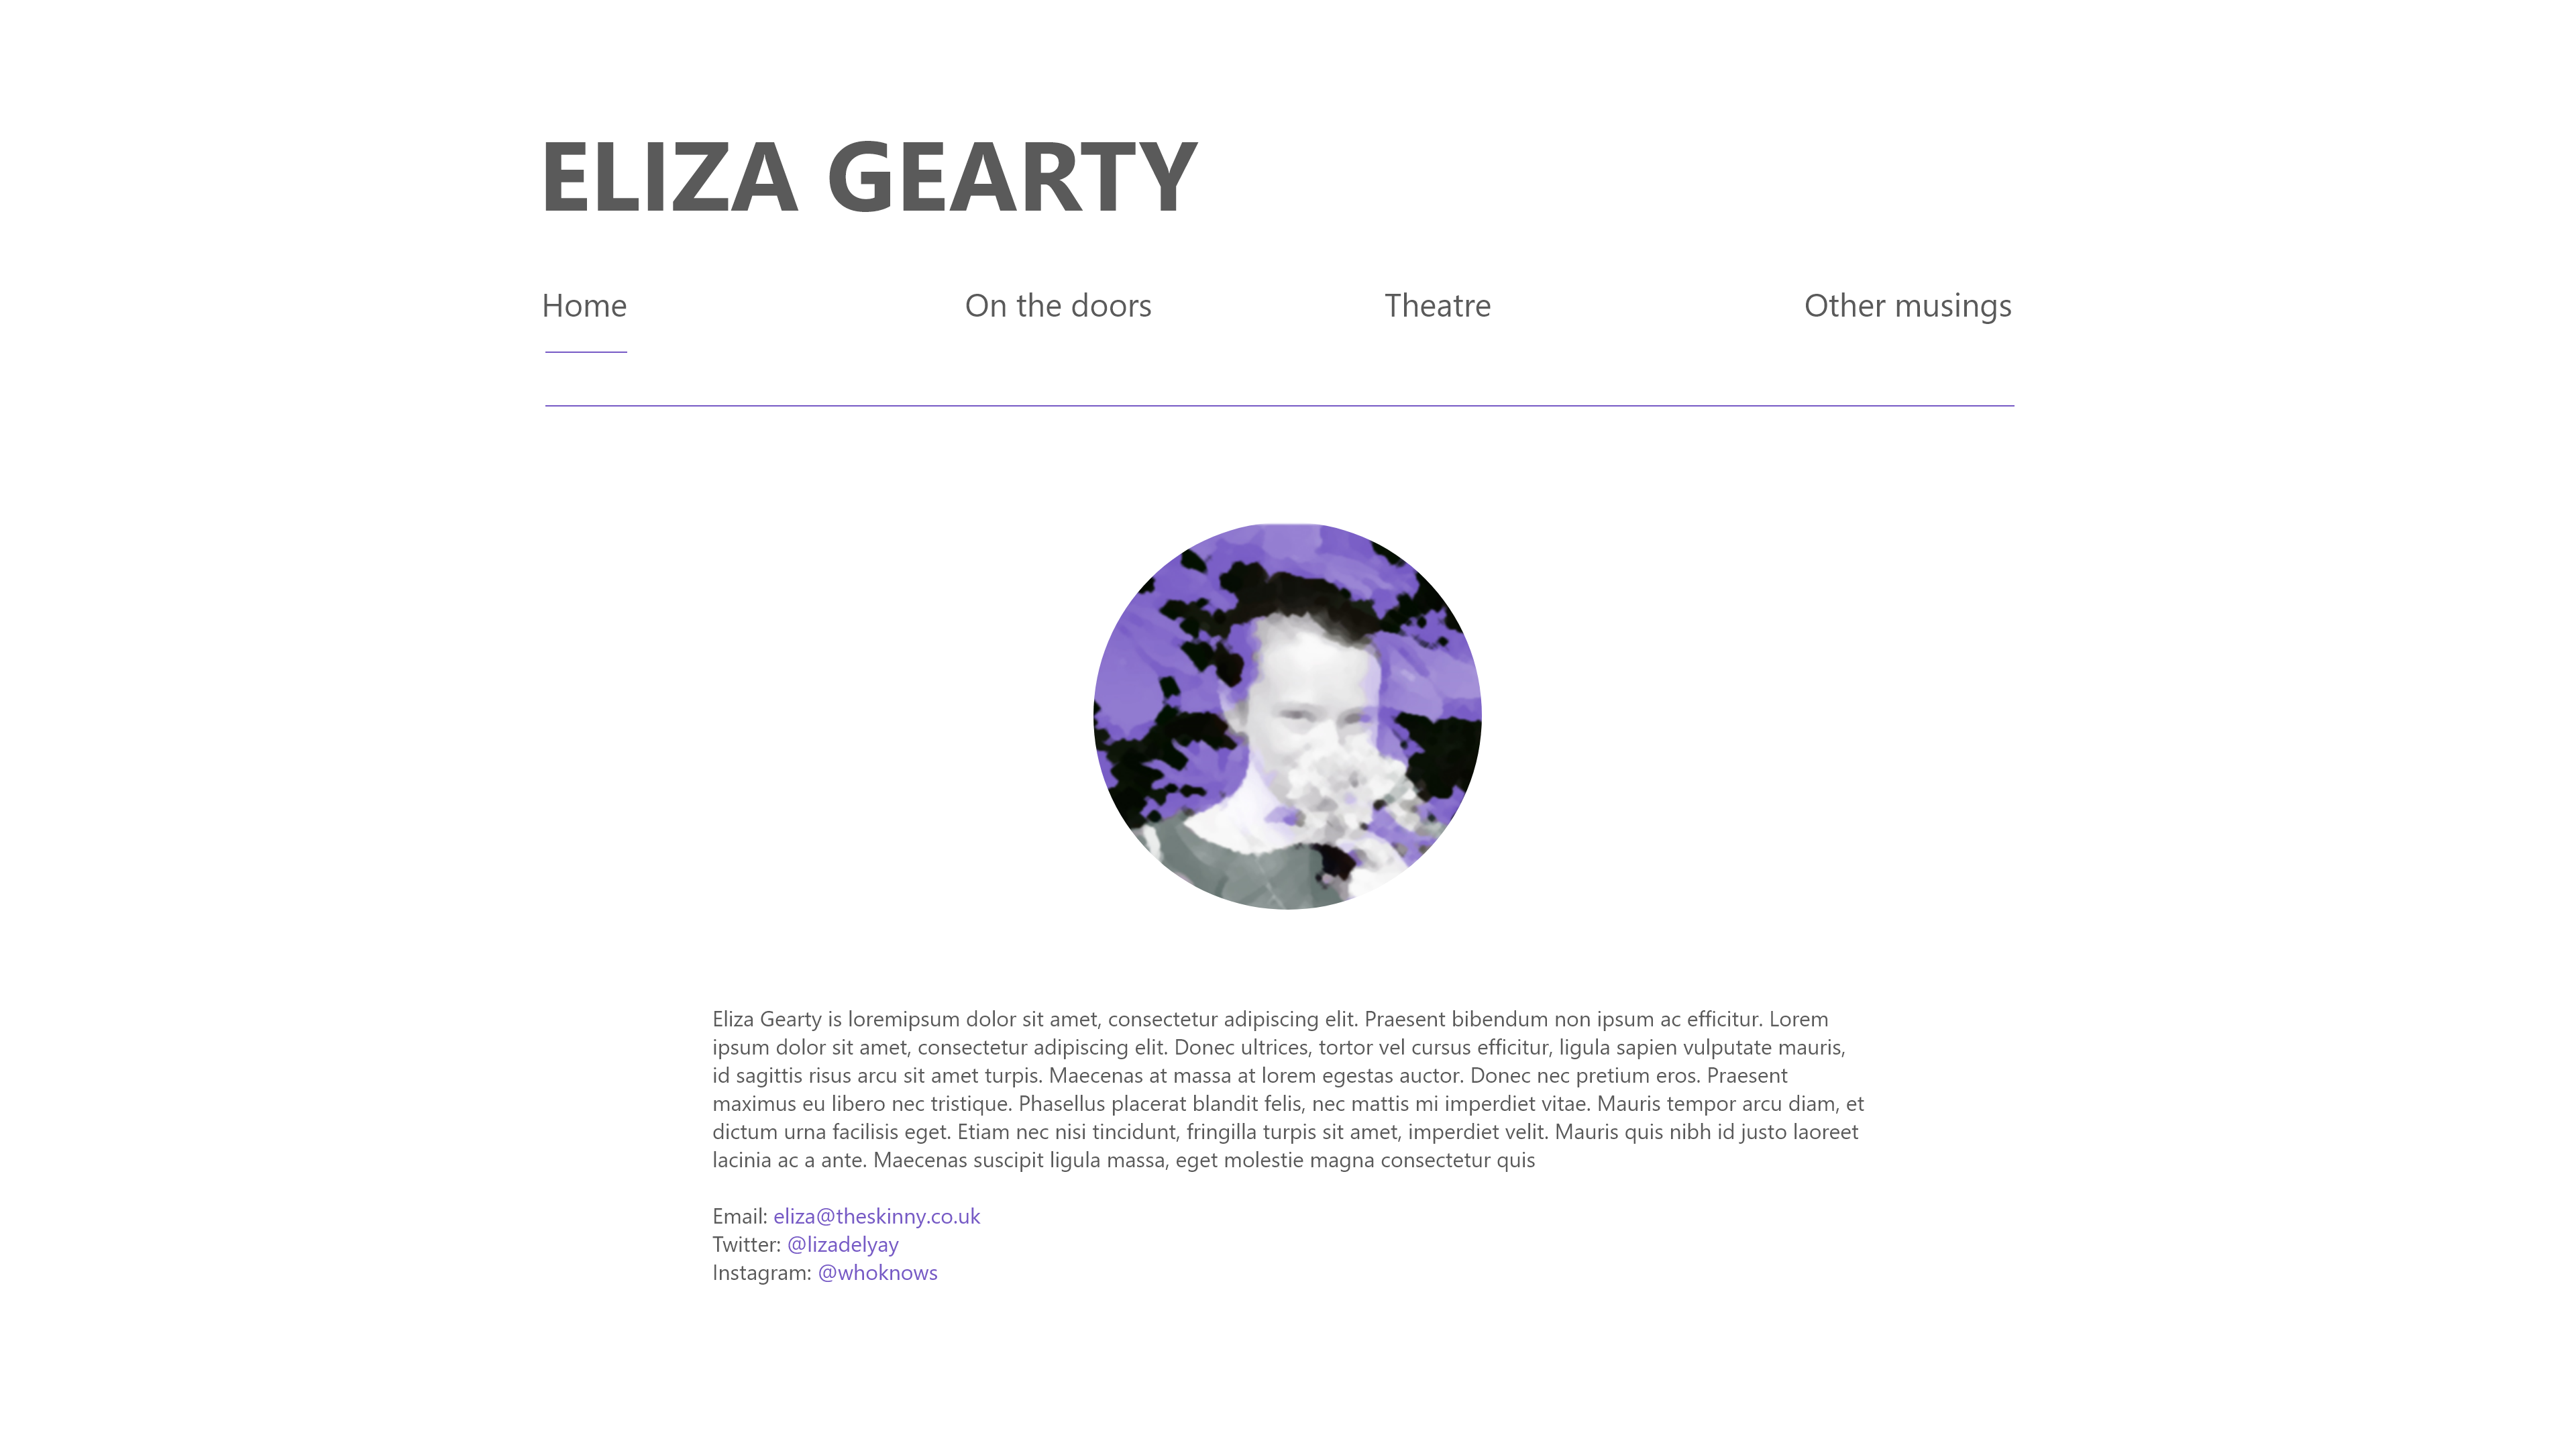 ELIZA GEARTY
Home On the doors Theatre Other musings
Eliza Gearty is loremipsum dolor sit amet, consectetur adipiscing elit. Praesent bibendum non ipsum ac efficitur. Lorem
ipsum dolor sit amet, consectetur adipiscing elit. Donec ultrices, tortor vel cursus efficitur, ligula sapien vulputate mauris,
id sagittis risus arcu sit amet turpis. Maecenas at massa at lorem egestas auctor. Donec nec pretium eros. Praesent
maximus eu libero nec tristique. Phasellus placerat blandit felis, nec mattis mi imperdiet vitae. Mauris tempor arcu diam, et
dictum urna facilisis eget. Etiam nec nisi tincidunt, fringilla turpis sit amet, imperdiet velit. Mauris quis nibh id justo laoreet
lacinia ac a ante. Maecenas suscipit ligula massa, eget molestie magna consectetur quis
Email: eliza@theskinny.co.uk
Twitter: @lizadelyay
Instagram: @whoknows